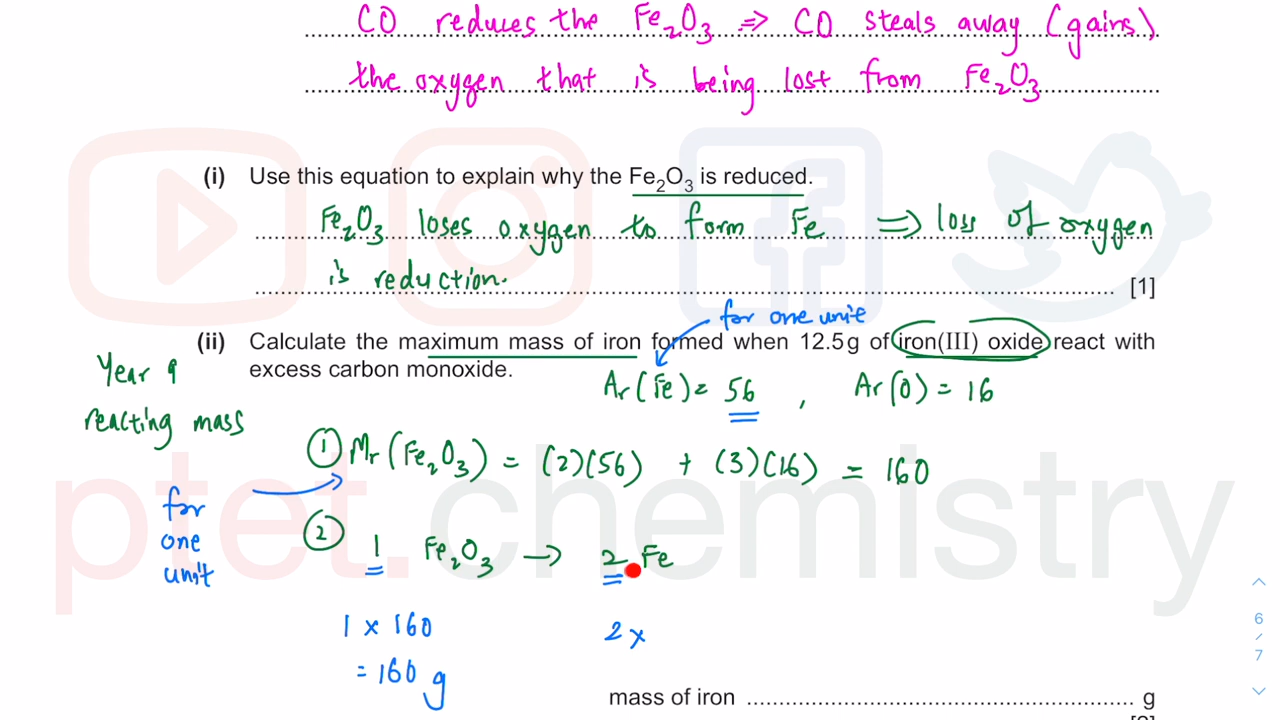 CO reduces the Fe₂O₃ ⇒ CO steals away (gains)
the oxygen that is being lost from Fe₂O₃
(i) Use this equation to explain why the Fe₂O₃ is reduced.
Fe₂O₃ loses oxygen to form Fe ⇒ loss of oxygen
is reduction.
[1]
for one unit
(ii) Calculate the maximum mass of iron formed when 12.5g of iron(III) oxide react with
excess carbon monoxide.
Year 9
reacting mass
Ar(Fe) = 56 , Ar(O) = 16
① Mr(Fe₂O₃) = (2)(56) + (3)(16) = 160
for
one
unit
② 1 Fe₂O₃ → 2 Fe
1 × 160 2 ×
= 160 g
mass of iron g
ptet.chemistry
6
/
7